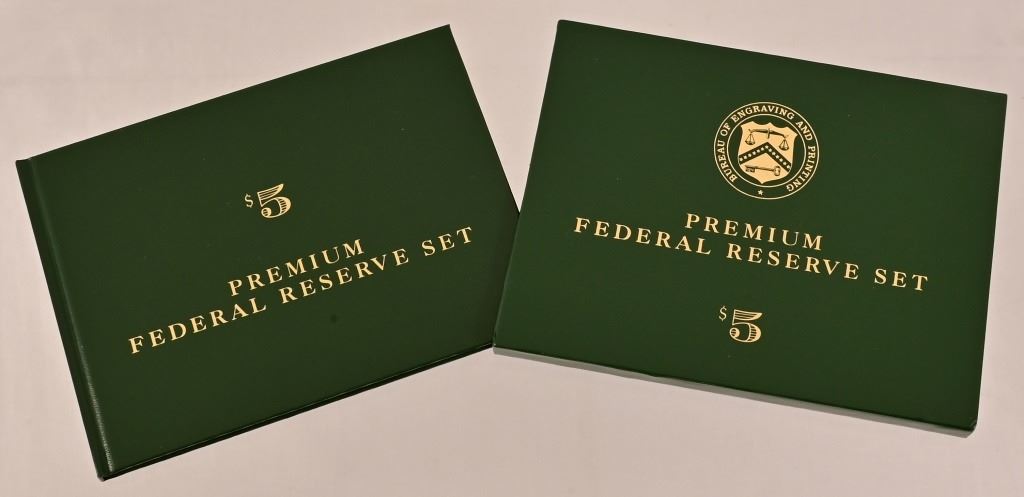 $5
PREMIUM
FEDERAL RESERVE SET
BUREAU OF ENGRAVING AND PRINTING
PREMIUM
FEDERAL RESERVE SET
$5